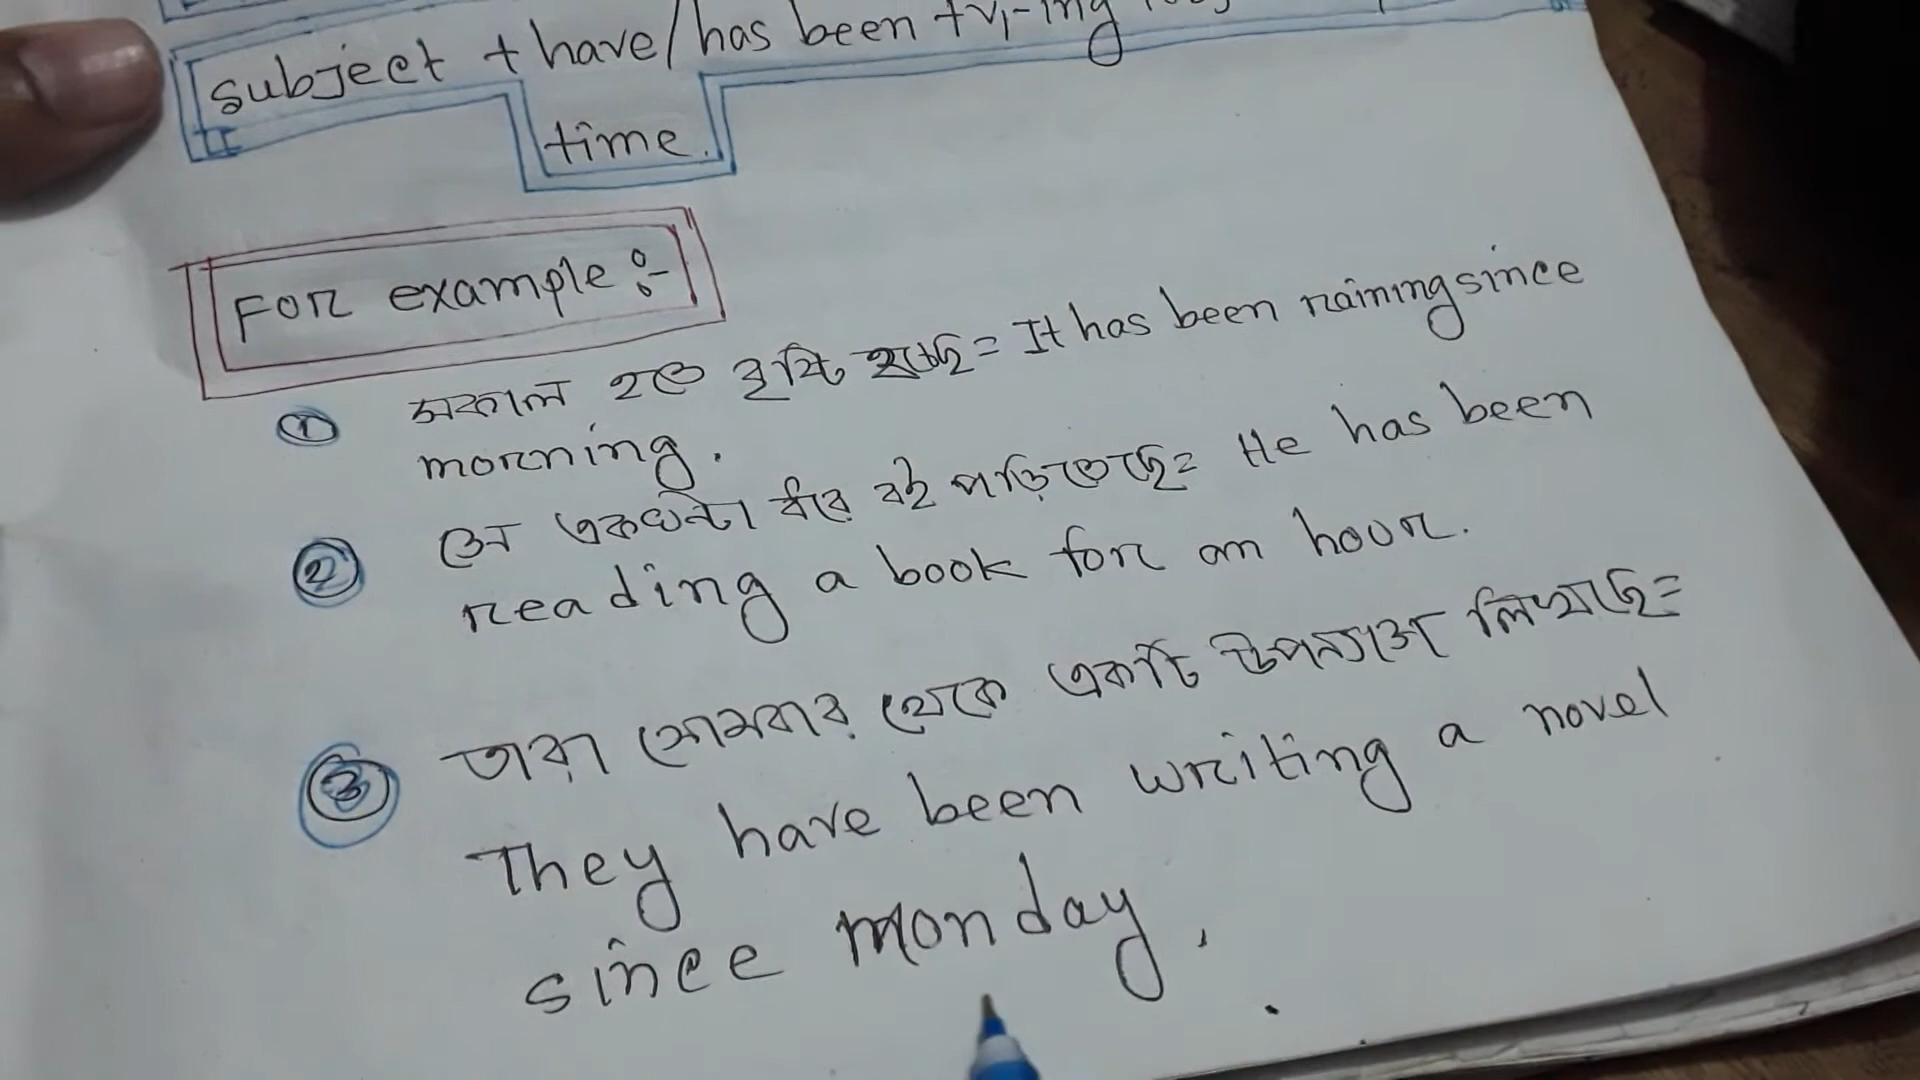 subject + have/has been +v1-ing
time.
For example :-
① সকাল হতে বৃষ্টি হচ্ছে = It has been raining since
morning.
② সে একঘন্টা ধরে বই পড়িতেছে = He has been
reading a book for an hour.
③ তারা সোমবার থেকে একটি উপন্যাস লিখছে =
They have been writing a novel
since monday.